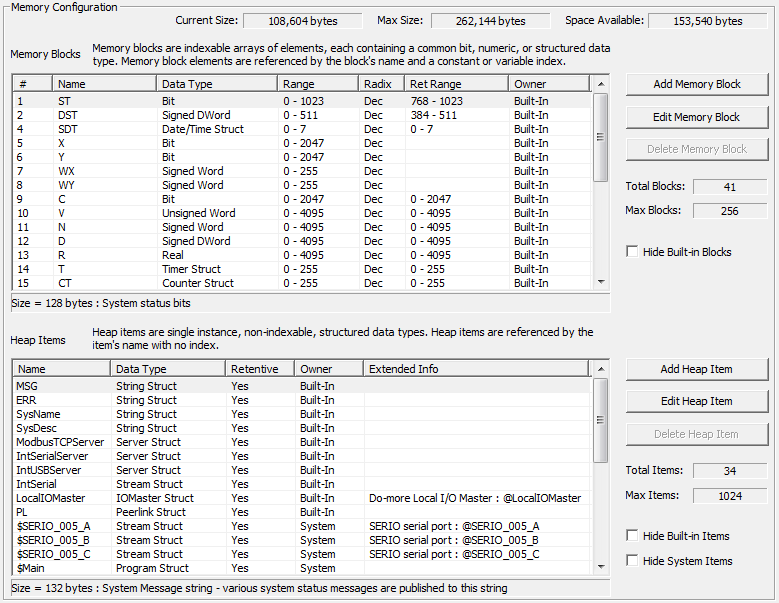 Memory Configuration
Current Size: 108,604 bytes Max Size: 262,144 bytes Space Available: 153,540 bytes
Memory Blocks
Memory blocks are indexable arrays of elements, each containing a common bit, numeric, or structured data
type. Memory block elements are referenced by the block's name and a constant or variable index.
# Name Data Type Range Radix Ret Range Owner
1 ST Bit 0 - 1023 Dec 768 - 1023 Built-In
2 DST Signed DWord 0 - 511 Dec 384 - 511 Built-In
4 SDT Date/Time Struct 0 - 7 Dec 0 - 7 Built-In
5 X Bit 0 - 2047 Dec Built-In
6 Y Bit 0 - 2047 Dec Built-In
7 WX Signed Word 0 - 255 Dec Built-In
8 WY Signed Word 0 - 255 Dec Built-In
9 C Bit 0 - 2047 Dec 0 - 2047 Built-In
10 V Unsigned Word 0 - 4095 Dec 0 - 4095 Built-In
11 N Signed Word 0 - 4095 Dec 0 - 4095 Built-In
12 D Signed DWord 0 - 4095 Dec 0 - 4095 Built-In
13 R Real 0 - 4095 Dec 0 - 4095 Built-In
14 T Timer Struct 0 - 255 Dec 0 - 255 Built-In
15 CT Counter Struct 0 - 255 Dec 0 - 255 Built-In
Size = 128 bytes : System status bits
Add Memory Block
Edit Memory Block
Delete Memory Block
Total Blocks: 41
Max Blocks: 256
Hide Built-in Blocks
Heap Items
Heap items are single instance, non-indexable, structured data types. Heap items are referenced by the
item's name with no index.
Name Data Type Retentive Owner Extended Info
MSG String Struct Yes Built-In
ERR String Struct Yes Built-In
SysName String Struct Yes Built-In
SysDesc String Struct Yes Built-In
ModbusTCPServer Server Struct Yes Built-In
IntSerialServer Server Struct Yes Built-In
IntUSBServer Server Struct Yes Built-In
IntSerial Stream Struct Yes Built-In
LocalIOMaster IOMaster Struct Yes Built-In Do-more Local I/O Master : @LocalIOMaster
PL Peerlink Struct Yes Built-In
$SERIO_005_A Stream Struct Yes System SERIO serial port : @SERIO_005_A
$SERIO_005_B Stream Struct Yes System SERIO serial port : @SERIO_005_B
$SERIO_005_C Stream Struct Yes System SERIO serial port : @SERIO_005_C
$Main Program Struct Yes System
Size = 132 bytes : System Message string - various system status messages are published to this string
Add Heap Item
Edit Heap Item
Delete Heap Item
Total Items: 34
Max Items: 1024
Hide Built-in Items
Hide System Items